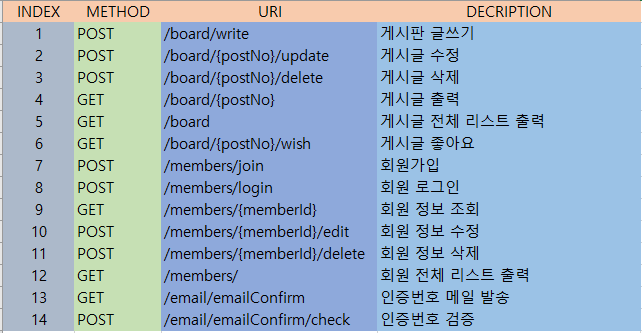 INDEX METHOD URI DECRIPTION
1 POST /board/write 게시판 글쓰기
2 POST /board/{postNo}/update 게시글 수정
3 POST /board/{postNo}/delete 게시글 삭제
4 GET /board/{postNo} 게시글 출력
5 GET /board 게시글 전체 리스트 출력
6 GET /board/{postNo}/wish 게시글 좋아요
7 POST /members/join 회원가입
8 POST /members/login 회원 로그인
9 GET /members/{memberId} 회원 정보 조회
10 POST /members/{memberId}/edit 회원 정보 수정
11 POST /members/{memberId}/delete 회원 정보 삭제
12 GET /members/ 회원 전체 리스트 출력
13 GET /email/emailConfirm 인증번호 메일 발송
14 POST /email/emailConfirm/check 인증번호 검증